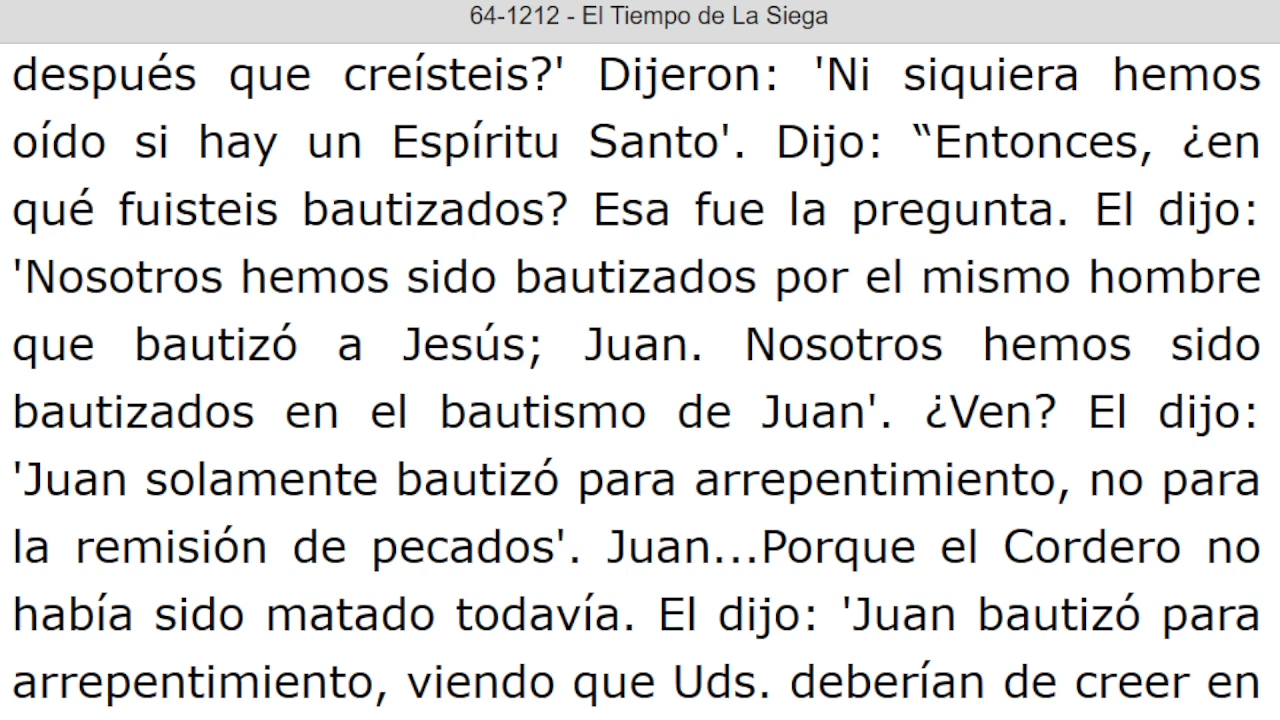 64-1212 - El Tiempo de La Siega
después que creísteis?' Dijeron: 'Ni siquiera hemos
oído si hay un Espíritu Santo'. Dijo: “Entonces, ¿en
qué fuisteis bautizados? Esa fue la pregunta. El dijo:
'Nosotros hemos sido bautizados por el mismo hombre
que bautizó a Jesús; Juan. Nosotros hemos sido
bautizados en el bautismo de Juan'. ¿Ven? El dijo:
'Juan solamente bautizó para arrepentimiento, no para
la remisión de pecados'. Juan...Porque el Cordero no
había sido matado todavía. El dijo: 'Juan bautizó para
arrepentimiento, viendo que Uds. deberían de creer en